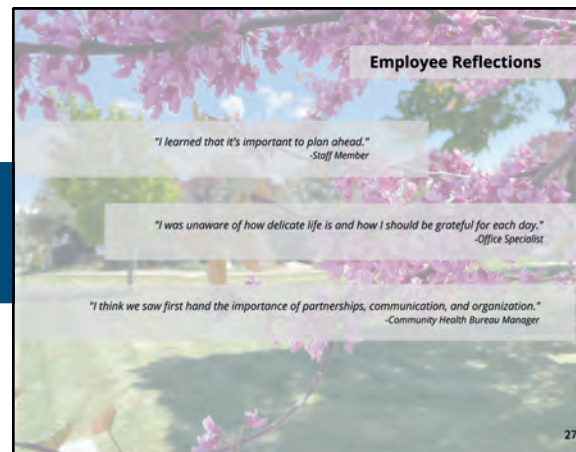 Employee Reflections
"I learned that it's important to plan ahead."
-Staff Member
"I was unaware of how delicate life is and how I should be grateful for each day."
-Office Specialist
"I think we saw first hand the importance of partnerships, communication, and organization."
-Community Health Bureau Manager
27